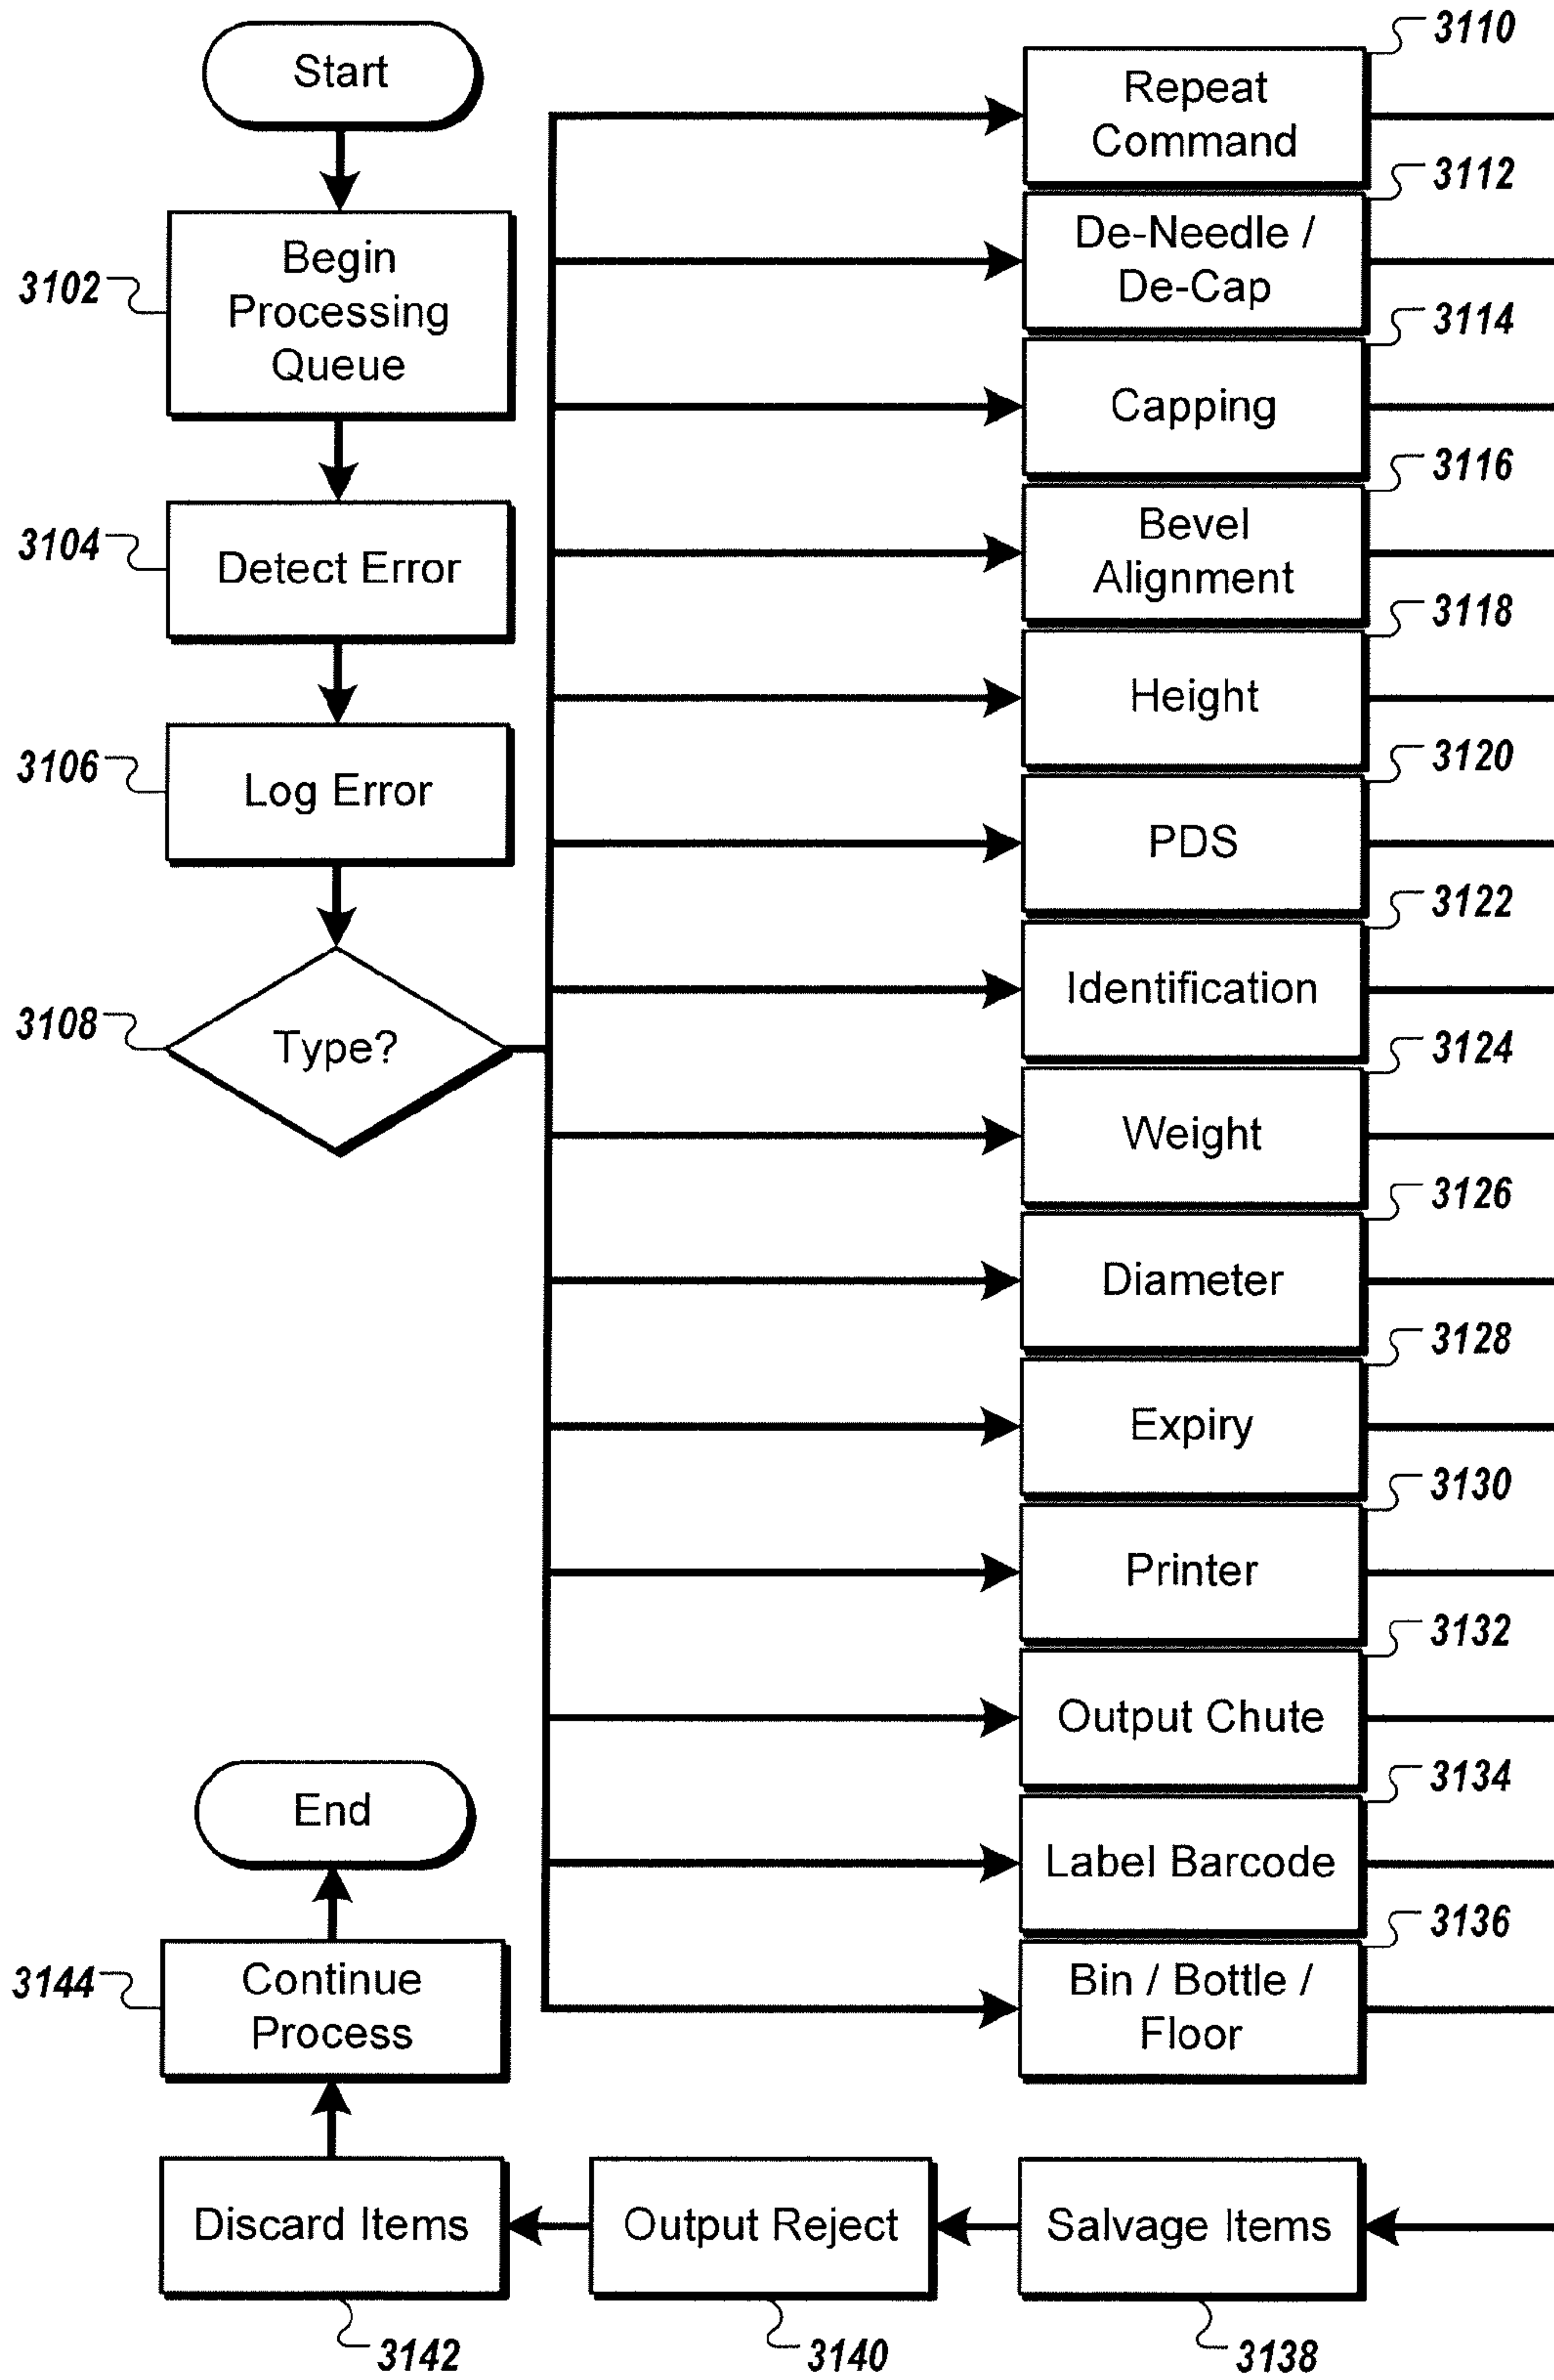 Start
3102
Begin
Processing
Queue
3104
Detect Error
3106
Log Error
3108
Type?
3110
Repeat
Command
3112
De-Needle /
De-Cap
3114
Capping
3116
Bevel
Alignment
3118
Height
3120
PDS
3122
Identification
3124
Weight
3126
Diameter
3128
Expiry
3130
Printer
3132
Output Chute
3134
Label Barcode
3136
Bin / Bottle /
Floor
Salvage Items
3138
Output Reject
3140
Discard Items
3142
3144
Continue
Process
End